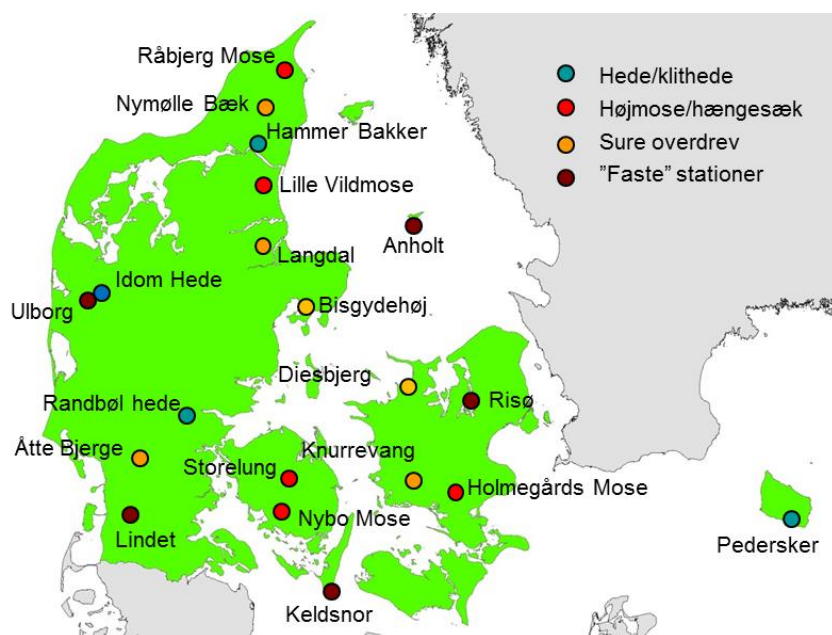 Råbjerg Mose
Nymølle Bæk
Hammer Bakker
Lille Vildmose
Anholt
Langdal
Idom Hede
Ulborg
Bisgydehøj
Diesbjerg
Risø
Randbøl hede
Åtte Bjerge
Knurrevang
Storelung
Holmegårds Mose
Nybo Mose
Lindet
Pedersker
Keldsnor
Hede/klithede
Højmose/hængesæk
Sure overdrev
"Faste" stationer